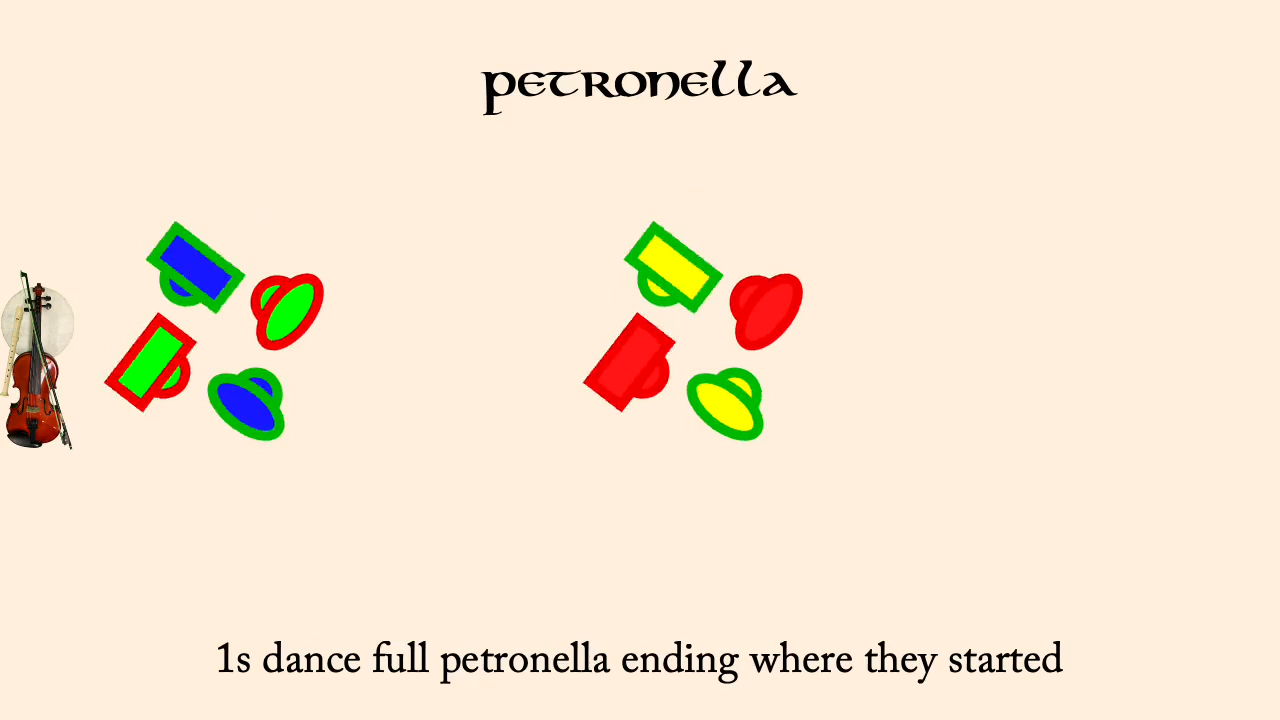 petronella
1s dance full petronella ending where they started